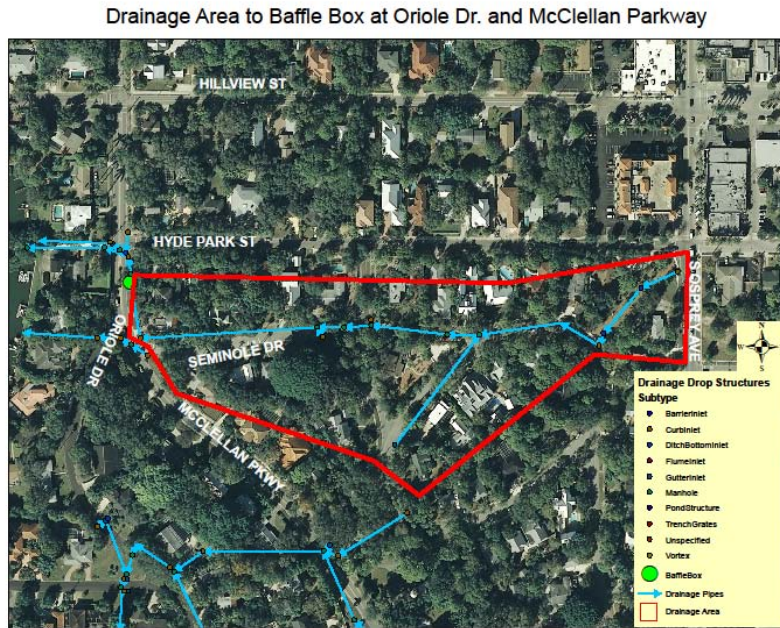 Drainage Area to Baffle Box at Oriole Dr. and McClellan Parkway
HILLVIEW ST
HYDE PARK ST
S OSPREY AVE
ORIOLE DR
SEMINOLE DR
MCCLELLAN PKWY
N
W
E
S
Drainage Drop Structures
Subtype
BarrierInlet
CurbInlet
DitchBottomInlet
FlumeInlet
GutterInlet
Manhole
PondStructure
TrenchGrates
Unspecified
Vortex
BaffleBox
Drainage Pipes
Drainage Area